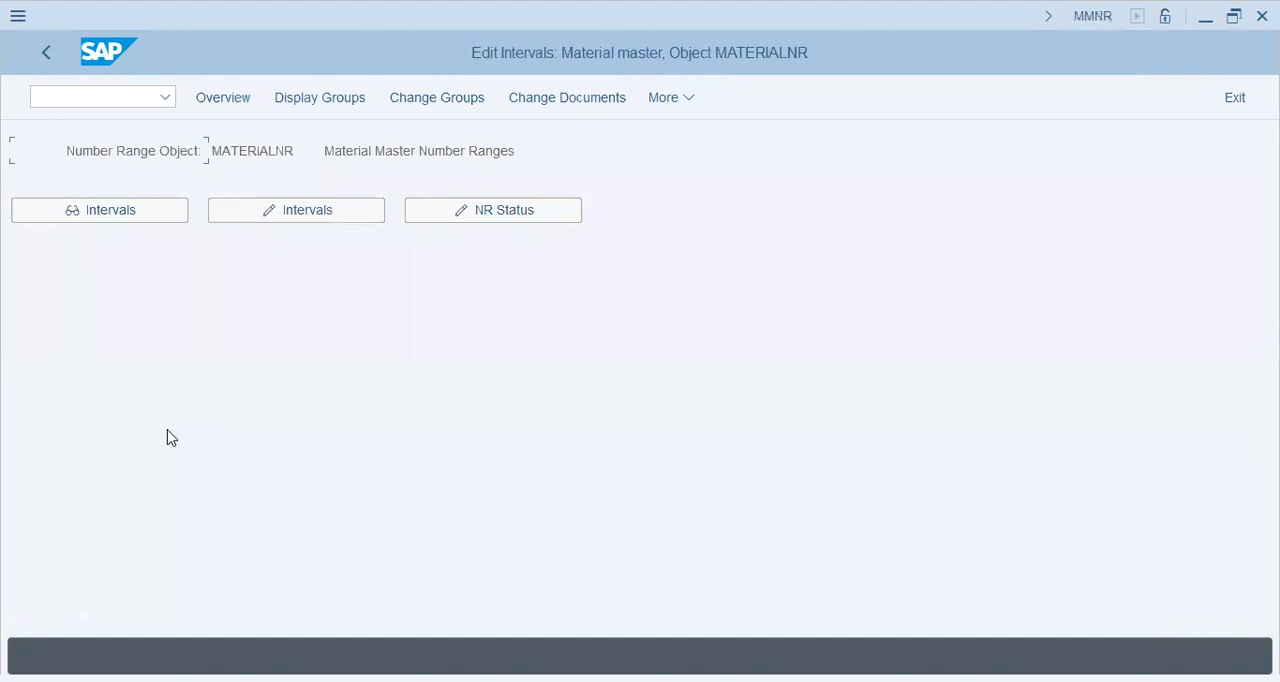 MMNR
SAP
Edit Intervals: Material master, Object MATERIALNR
Overview Display Groups Change Groups Change Documents More Exit
Number Range Object: MATERIALNR Material Master Number Ranges
Intervals Intervals NR Status